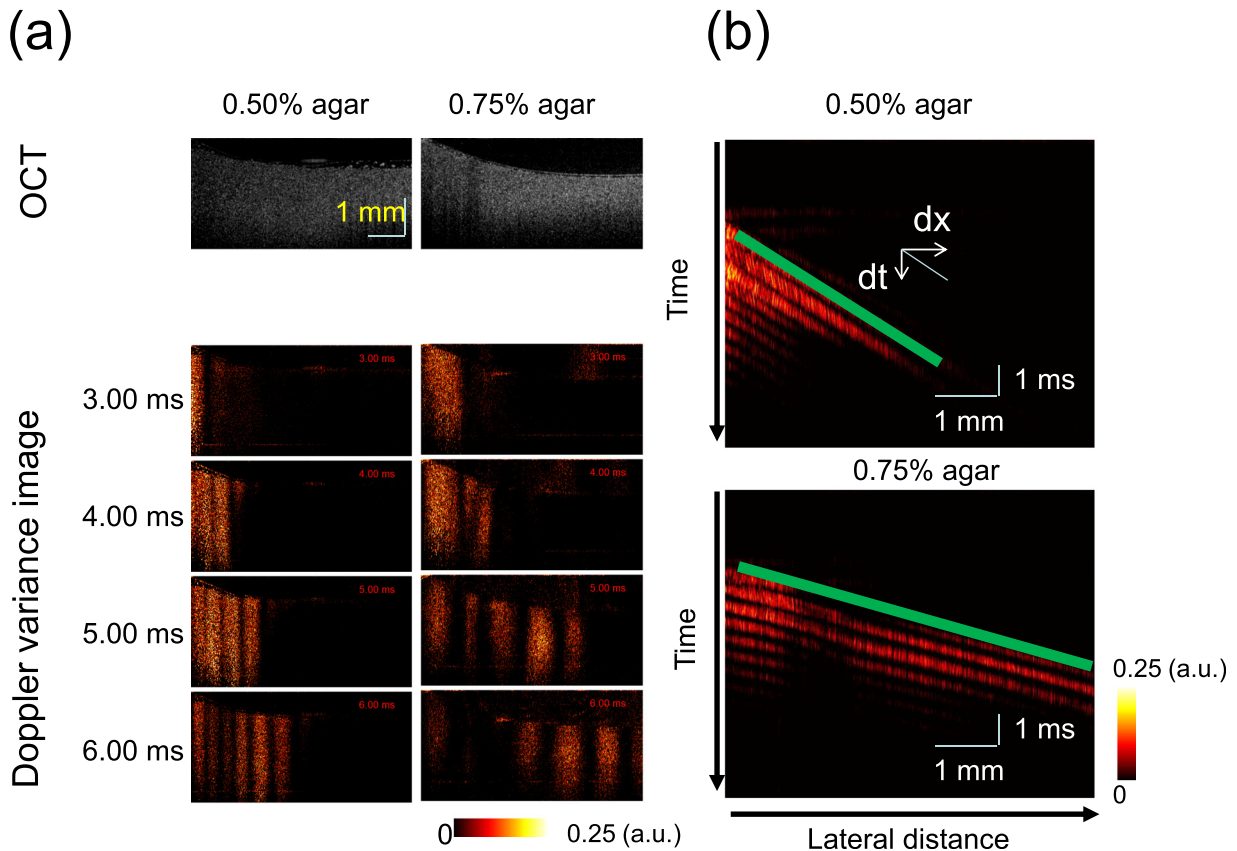 (a)
0.50% agar
0.75% agar
OCT
1 mm
Doppler variance image
3.00 ms
3.00 ms
3.00 ms
4.00 ms
4.00 ms
4.00 ms
5.00 ms
5.00 ms
5.00 ms
6.00 ms
6.00 ms
6.00 ms
0
0.25 (a.u.)
(b)
0.50% agar
Time
dx
dt
1 ms
1 mm
0.75% agar
Time
1 ms
1 mm
0.25 (a.u.)
0
Lateral distance